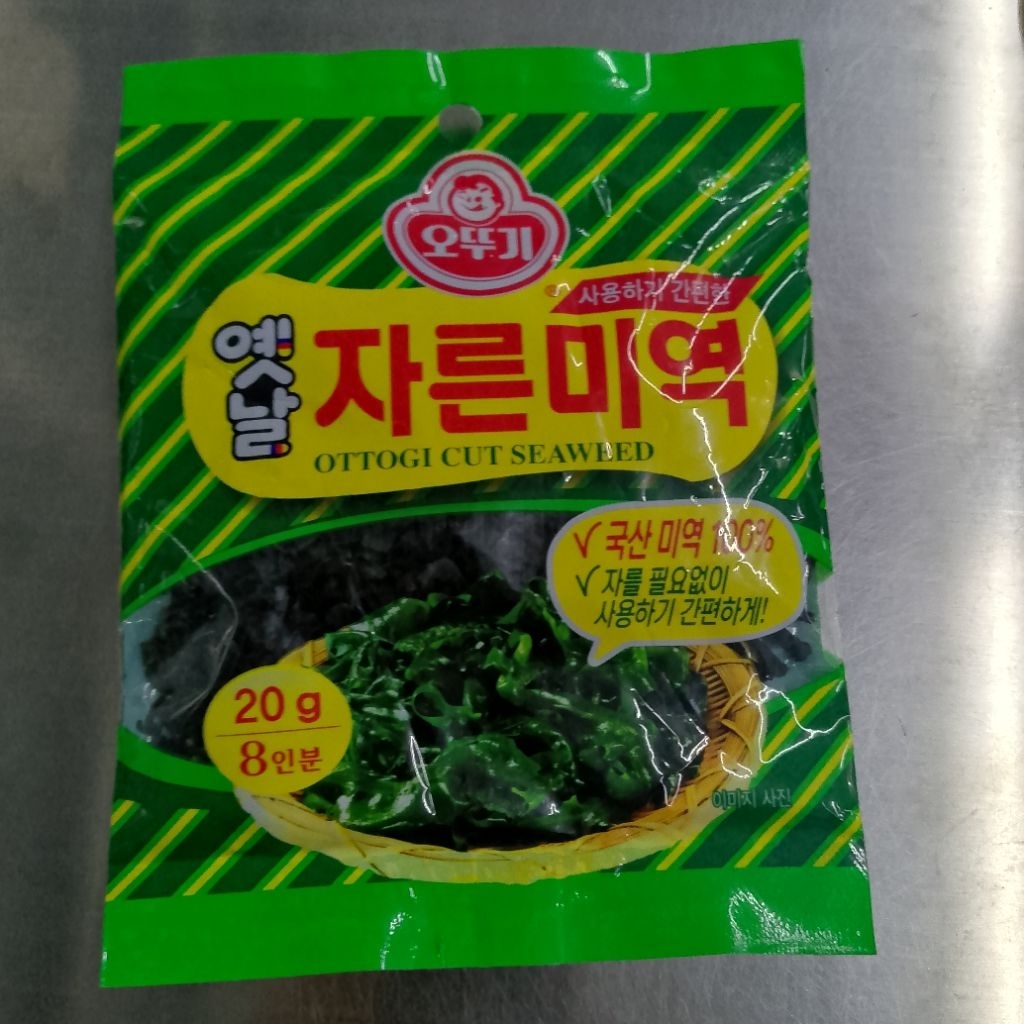 오뚜기
사용하기 간편한
옛날
자른미역
OTTOGI CUT SEAWEED
✓ 국산 미역 100%
✓ 자를 필요없이
사용하기 간편하게!
20 g
8인분
이미지 사진